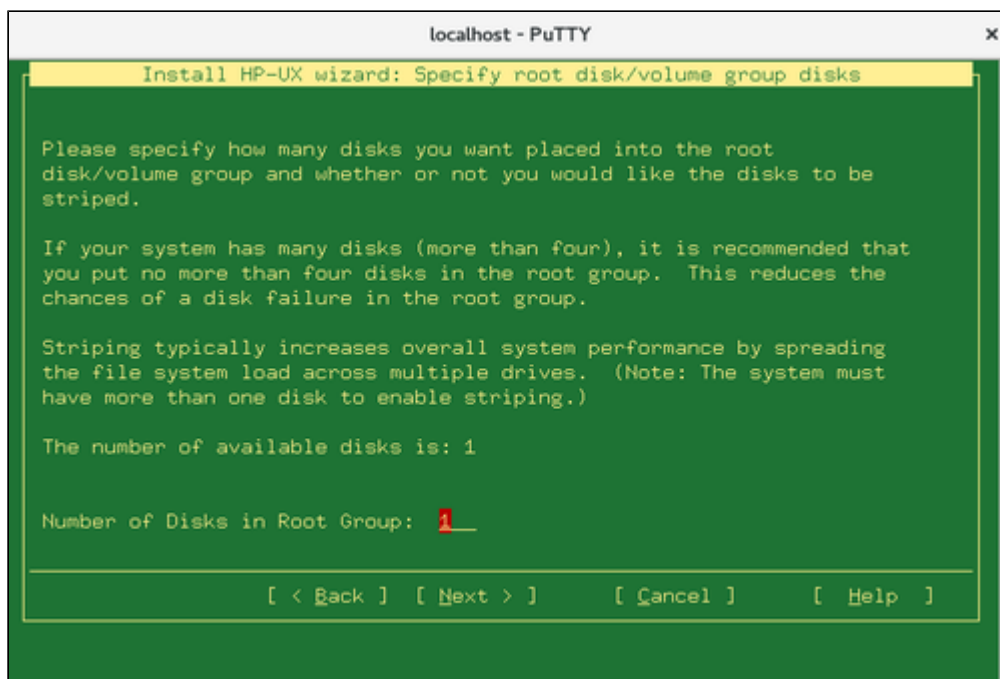 localhost - PuTTY
×
Install HP-UX wizard: Specify root disk/volume group disks
Please specify how many disks you want placed into the root
disk/volume group and whether or not you would like the disks to be
striped.
If your system has many disks (more than four), it is recommended that
you put no more than four disks in the root group.  This reduces the
chances of a disk failure in the root group.
Striping typically increases overall system performance by spreading
the file system load across multiple drives.  (Note: The system must
have more than one disk to enable striping.)
The number of available disks is: 1
Number of Disks in Root Group:  1__
[ < Back ]  [ Next > ]      [ Cancel ]      [  Help  ]